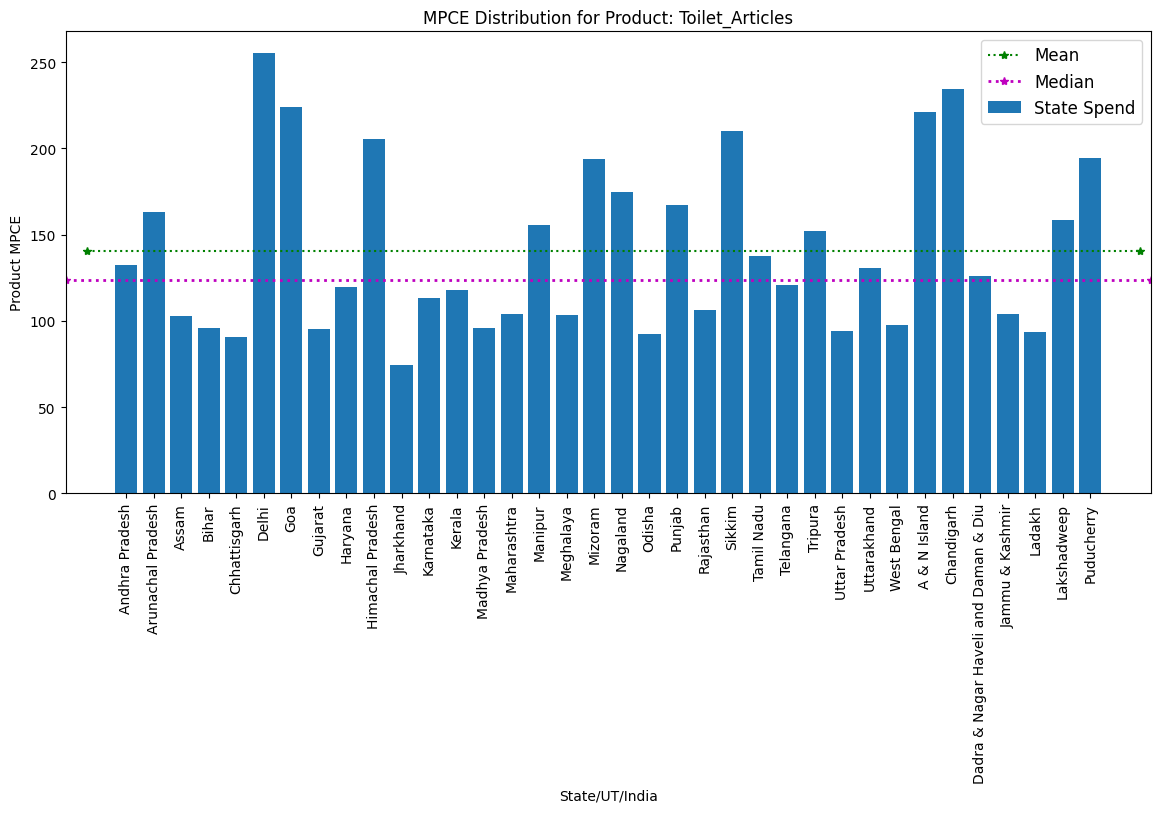 MPCE Distribution for Product: Toilet_Articles
Mean
Median
State Spend
Product MPCE
250
200
150
100
50
0
Andhra Pradesh
Arunachal Pradesh
Assam
Bihar
Chhattisgarh
Delhi
Goa
Gujarat
Haryana
Himachal Pradesh
Jharkhand
Karnataka
Kerala
Madhya Pradesh
Maharashtra
Manipur
Meghalaya
Mizoram
Nagaland
Odisha
Punjab
Rajasthan
Sikkim
Tamil Nadu
Telangana
Tripura
Uttar Pradesh
Uttarakhand
West Bengal
A & N Island
Chandigarh
Dadra & Nagar Haveli and Daman & Diu
Jammu & Kashmir
Ladakh
Lakshadweep
Puducherry
State/UT/India